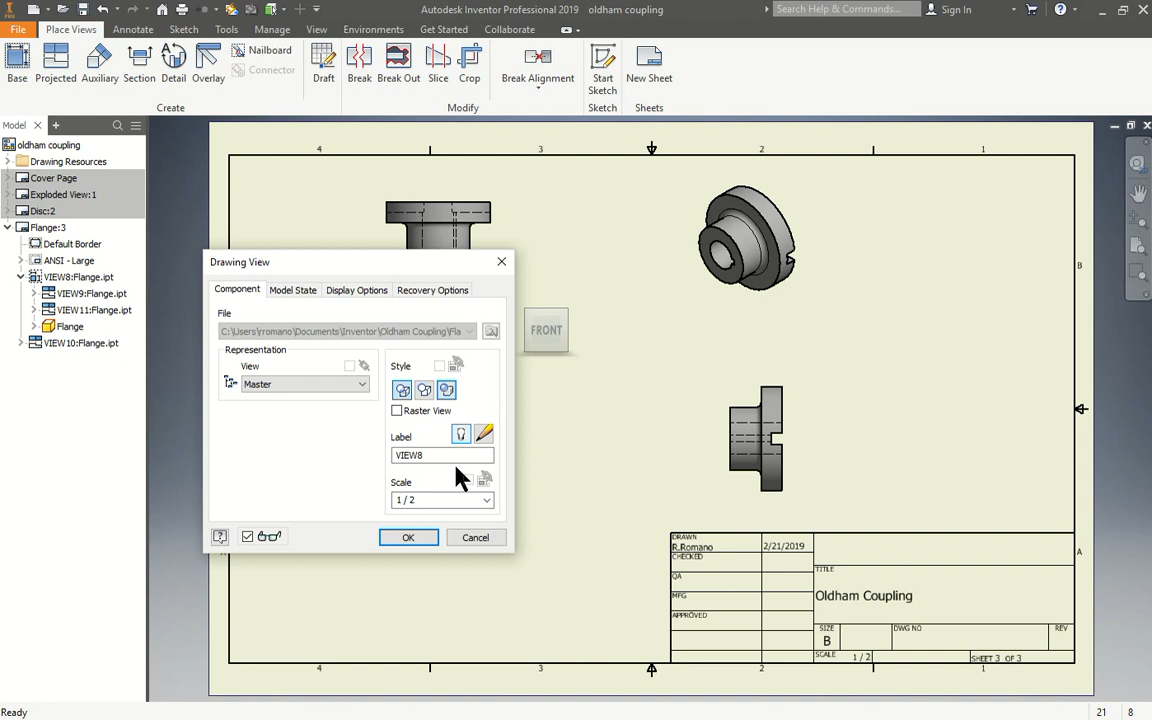 PRO
Autodesk Inventor Professional 2019 oldham coupling
Search Help & Commands...
Sign In
File
Place Views
Annotate
Sketch
Tools
Manage
View
Environments
Get Started
Collaborate
Base
Projected
Auxiliary
Section
Detail
Overlay
Nailboard
Connector
Draft
Break
Break Out
Slice
Crop
Break Alignment
Start
Sketch
New Sheet
Create
Modify
Sketch
Sheets
Model
oldham coupling
Drawing Resources
Cover Page
Exploded View:1
Disc:2
Flange:3
Default Border
ANSI - Large
VIEW8:Flange.ipt
VIEW9:Flange.ipt
VIEW11:Flange.ipt
Flange
VIEW10:Flange.ipt
4
3
2
1
B
A
Drawing View
Component
Model State
Display Options
Recovery Options
File
C:\Users\rromano\Documents\Inventor\Oldham Coupling\Fla
Representation
View
Master
Style
Raster View
Label
VIEW8
Scale
1 / 2
OK
Cancel
FRONT
DRAWN
R.Romano
2/21/2019
CHECKED
QA
MFG
APPROVED
TITLE
Oldham Coupling
SIZE
B
DWG NO
REV
SCALE
1 / 2
SHEET 3 OF 3
4
3
2
1
Ready
21
8